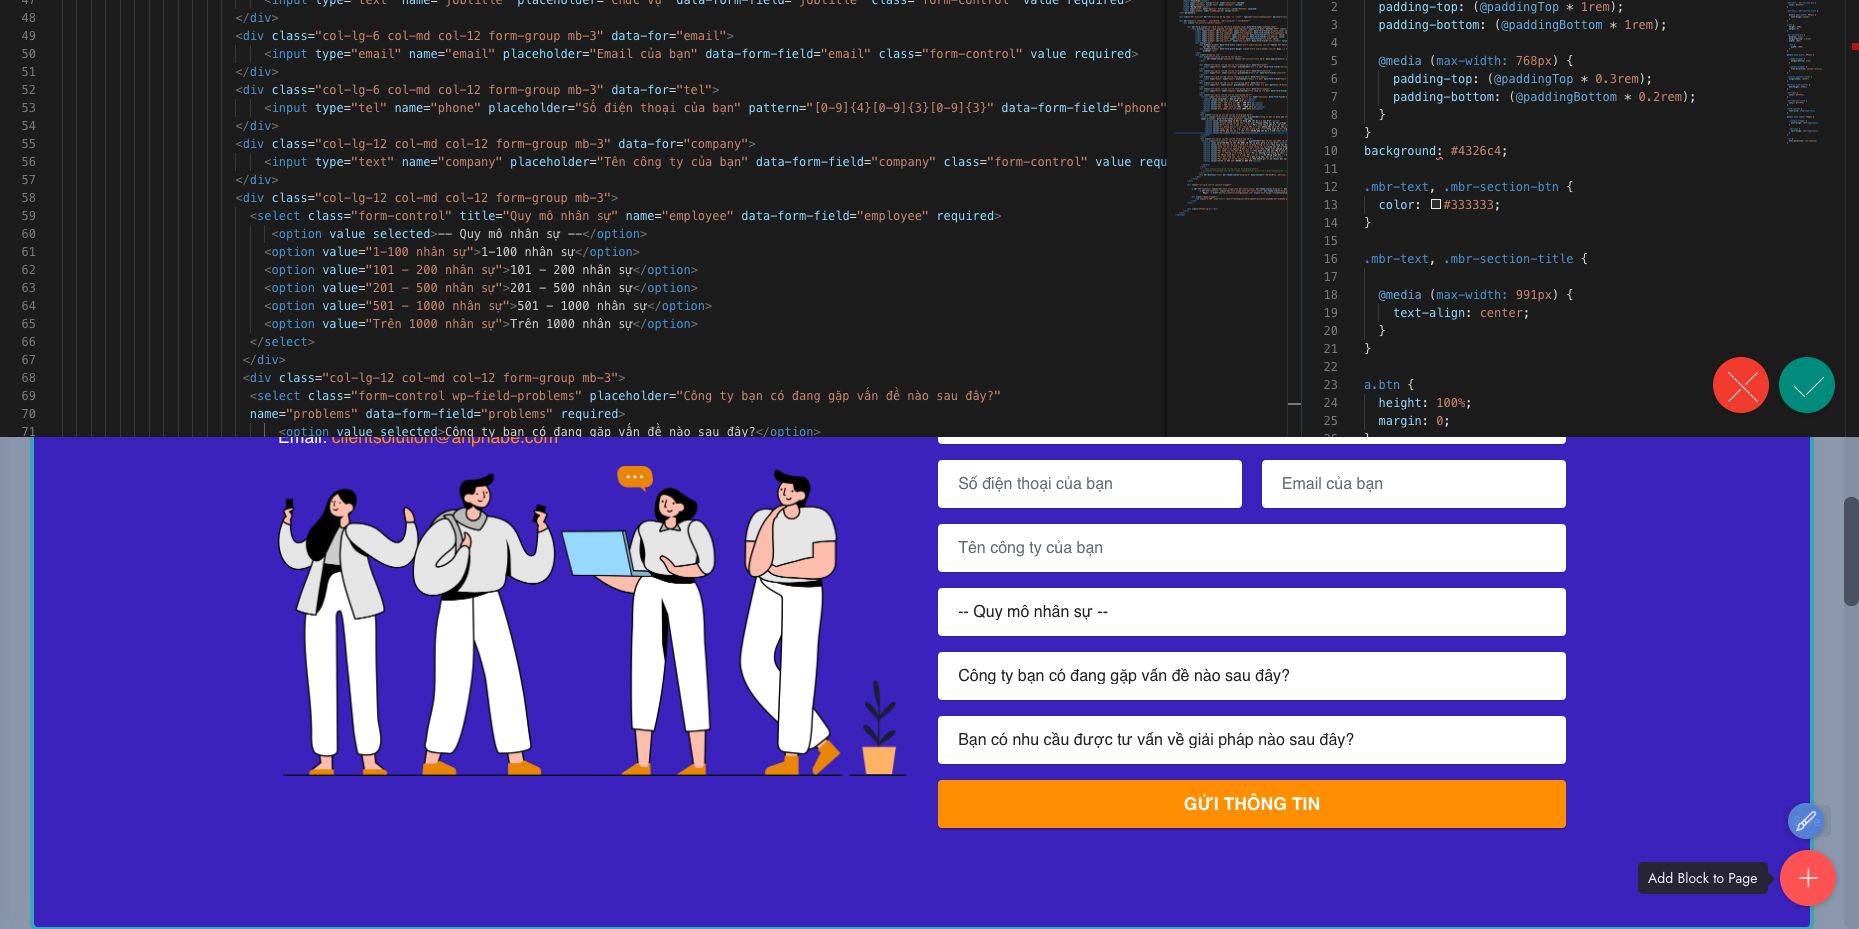 47 <input type="text" name="jobtitle" placeholder="Chức vụ" data-form-field="jobtitle" class="form-control" value required>
48 </div>
49 <div class="col-lg-6 col-md col-12 form-group mb-3" data-for="email">
50 <input type="email" name="email" placeholder="Email của bạn" data-form-field="email" class="form-control" value required>
51 </div>
52 <div class="col-lg-6 col-md col-12 form-group mb-3" data-for="tel">
53 <input type="tel" name="phone" placeholder="Số điện thoại của bạn" pattern="[0-9]{4}[0-9]{3}[0-9]{3}" data-form-field="phone"
54 </div>
55 <div class="col-lg-12 col-md col-12 form-group mb-3" data-for="company">
56 <input type="text" name="company" placeholder="Tên công ty của bạn" data-form-field="company" class="form-control" value requ
57 </div>
58 <div class="col-lg-12 col-md col-12 form-group mb-3">
59 <select class="form-control" title="Quy mô nhân sự" name="employee" data-form-field="employee" required>
60 <option value selected>-- Quy mô nhân sự --</option>
61 <option value="1-100 nhân sự">1-100 nhân sự</option>
62 <option value="101 - 200 nhân sự">101 - 200 nhân sự</option>
63 <option value="201 - 500 nhân sự">201 - 500 nhân sự</option>
64 <option value="501 - 1000 nhân sự">501 - 1000 nhân sự</option>
65 <option value="Trên 1000 nhân sự">Trên 1000 nhân sự</option>
66 </select>
67 </div>
68 <div class="col-lg-12 col-md col-12 form-group mb-3">
69 <select class="form-control wp-field-problems" placeholder="Công ty bạn có đang gặp vấn đề nào sau đây?"
70 name="problems" data-form-field="problems" required>
71 <option value selected>Công ty bạn có đang gặp vấn đề nào sau đây?</option>
2 padding-top: (@paddingTop * 1rem);
3 padding-bottom: (@paddingBottom * 1rem);
4
5 @media (max-width: 768px) {
6 padding-top: (@paddingTop * 0.3rem);
7 padding-bottom: (@paddingBottom * 0.2rem);
8 }
9 }
10 background: #4326c4;
11
12 .mbr-text, .mbr-section-btn {
13 color: #333333;
14 }
15
16 .mbr-text, .mbr-section-title {
17
18 @media (max-width: 991px) {
19 text-align: center;
20 }
21 }
22
23 a.btn {
24 height: 100%;
25 margin: 0;
26 }
Email: clientsolution@anphabe.com
Số điện thoại của bạn
Email của bạn
Tên công ty của bạn
-- Quy mô nhân sự --
Công ty bạn có đang gặp vấn đề nào sau đây?
Bạn có nhu cầu được tư vấn về giải pháp nào sau đây?
GỬI THÔNG TIN
Add Block to Page